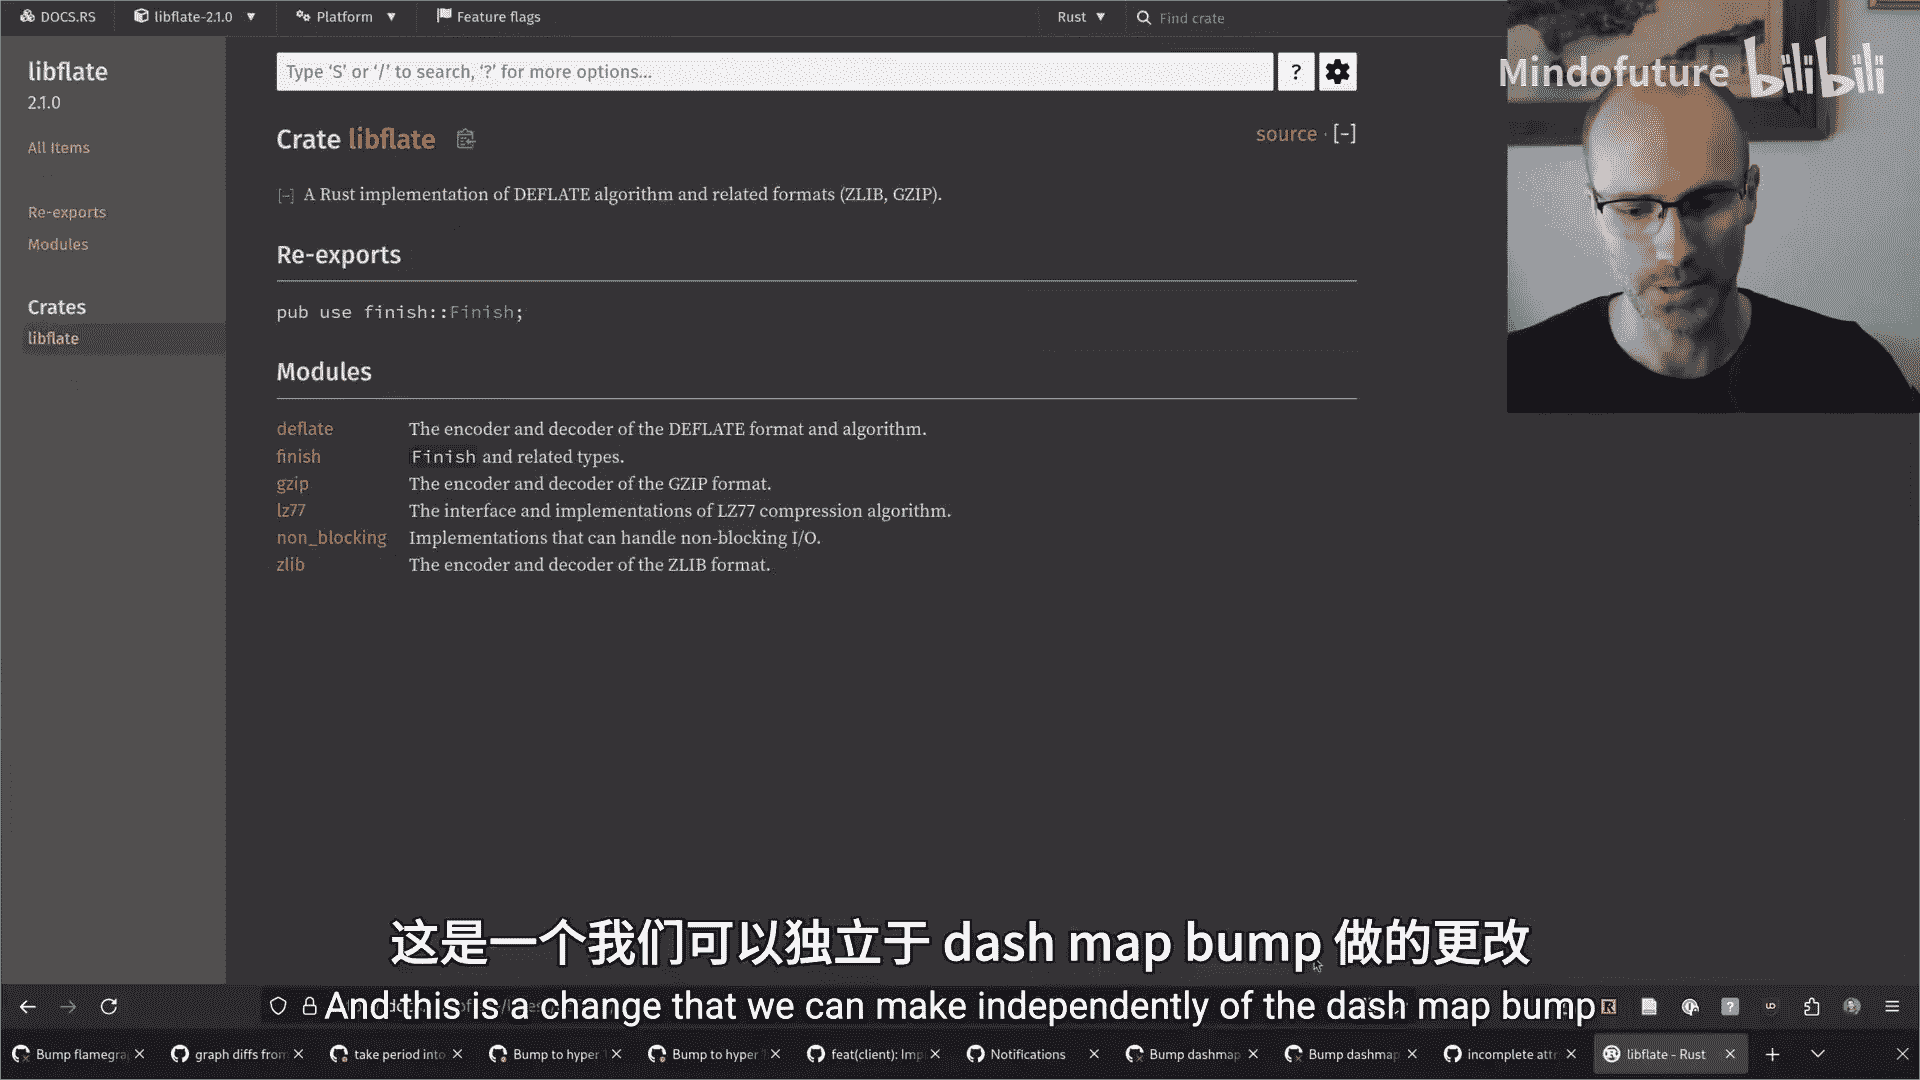 DOCS.RS libflate-2.1.0 Platform Feature flags Rust Find crate
Mindofuture bilibili
libflate
2.1.0
All Items
Re-exports
Modules
Crates
libflate
Type ‘S’ or ‘/’ to search, ‘?’ for more options…
?
Crate libflate
source · [−]
[−] A Rust implementation of DEFLATE algorithm and related formats (ZLIB, GZIP).
Re-exports
pub use finish::Finish;
Modules
deflate The encoder and decoder of the DEFLATE format and algorithm.
finish Finish and related types.
gzip The encoder and decoder of the GZIP format.
lz77 The interface and implementations of LZ77 compression algorithm.
non_blocking Implementations that can handle non-blocking I/O.
zlib The encoder and decoder of the ZLIB format.
这是一个我们可以独立于 dash map bump 做的更改
And this is a change that we can make independently of the dash map bump
Bump flamegra graph diffs from take period into Bump to hyper Bump to hyper feat(client): Imp Notifications Bump dashmap Bump dashmap incomplete attr libflate - Rust